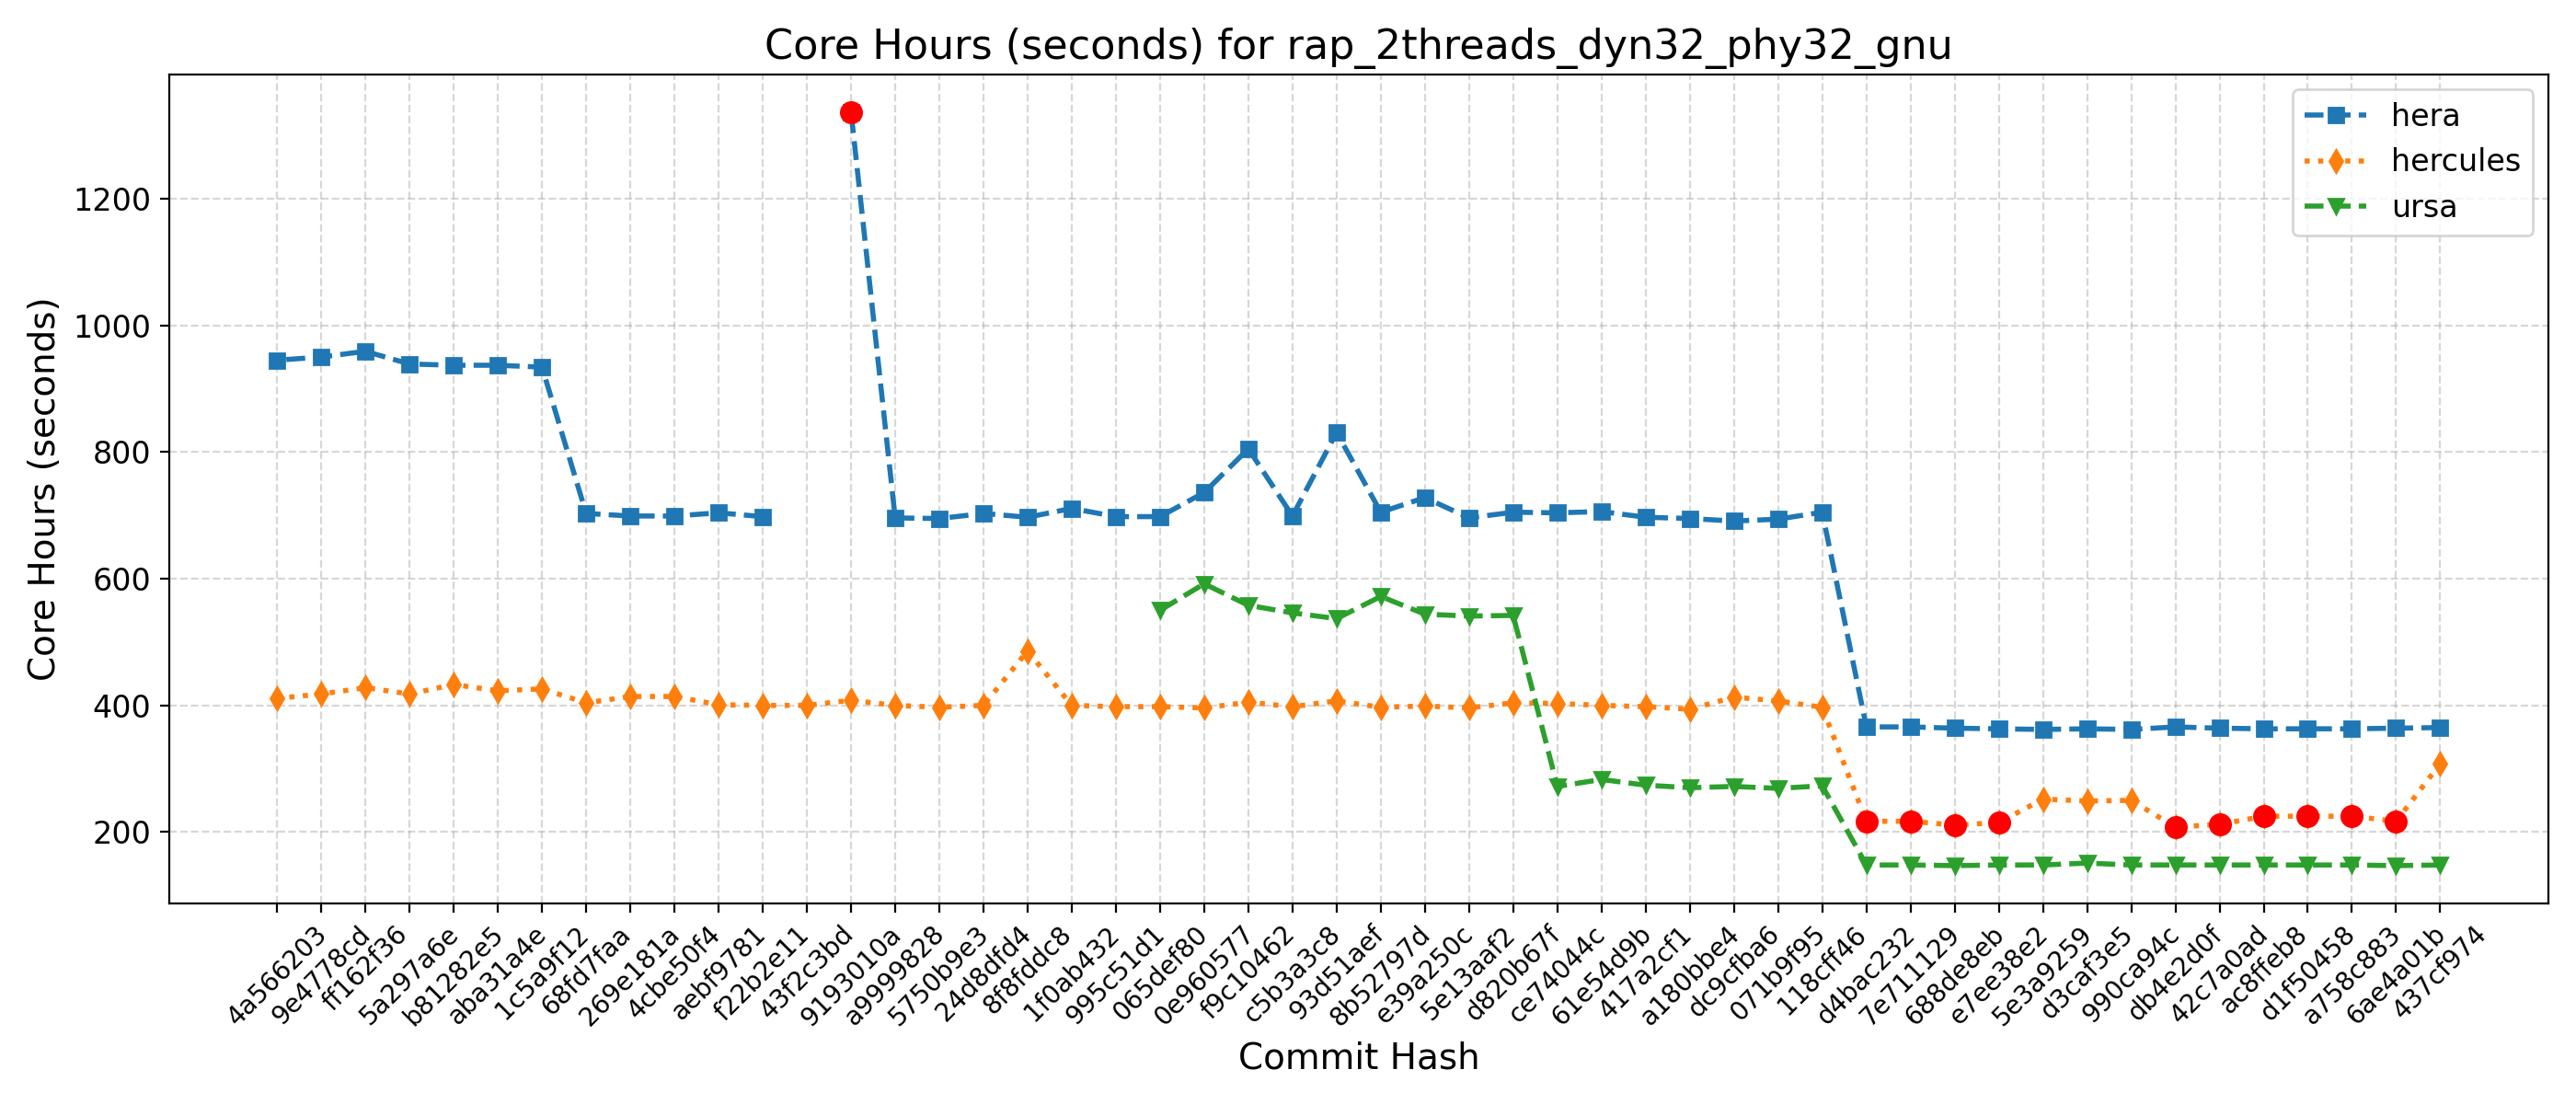 Core Hours (seconds) for rap_2threads_dyn32_phy32_gnu
hera
hercules
ursa
Core Hours (seconds)
1200
1000
800
600
400
200
4a566203
9e4778cd
ff162f36
5a297a6e
b81282e5
aba31a4e
1c5a9f12
68fd7faa
269e181a
4cbe50f4
aebf9781
f22b2e11
43f2c3bd
9193010a
a9999828
5750b9e3
24d8dfd4
8f8fddc8
1f0ab432
995c51d1
065def80
0e960577
f9c10462
c5b3a3c8
93d51aef
8b52797d
e39a250c
5e13aaf2
d820b67f
ce74044c
61e54d9b
417a2cf1
a180bbe4
dc9cfba6
071b9f95
118cff46
d4bac232
7e711129
688de8eb
e7ee38e2
5e3a9259
d3caf3e5
990ca94c
db4e2d0f
42c7a0ad
ac8ffeb8
d1f50458
a758c883
6ae4a01b
437cf974
Commit Hash